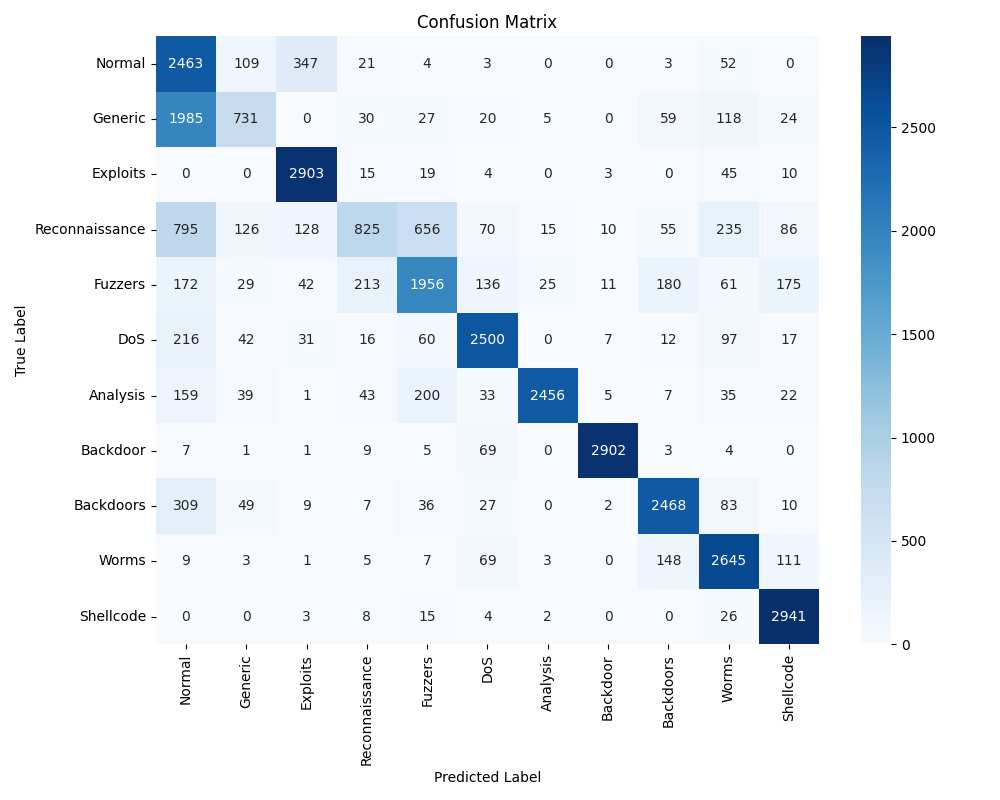 Confusion Matrix
Normal 2463 109 347 21 4 3 0 0 3 52 0
Generic 1985 731 0 30 27 20 5 0 59 118 24
Exploits 0 0 2903 15 19 4 0 3 0 45 10
Reconnaissance 795 126 128 825 656 70 15 10 55 235 86
Fuzzers 172 29 42 213 1956 136 25 11 180 61 175
DoS 216 42 31 16 60 2500 0 7 12 97 17
Analysis 159 39 1 43 200 33 2456 5 7 35 22
Backdoor 7 1 1 9 5 69 0 2902 3 4 0
Backdoors 309 49 9 7 36 27 0 2 2468 83 10
Worms 9 3 1 5 7 69 3 0 148 2645 111
Shellcode 0 0 3 8 15 4 2 0 0 26 2941
True Label
Normal Generic Exploits Reconnaissance Fuzzers DoS Analysis Backdoor Backdoors Worms Shellcode
Predicted Label
2500
2000
1500
1000
500
0